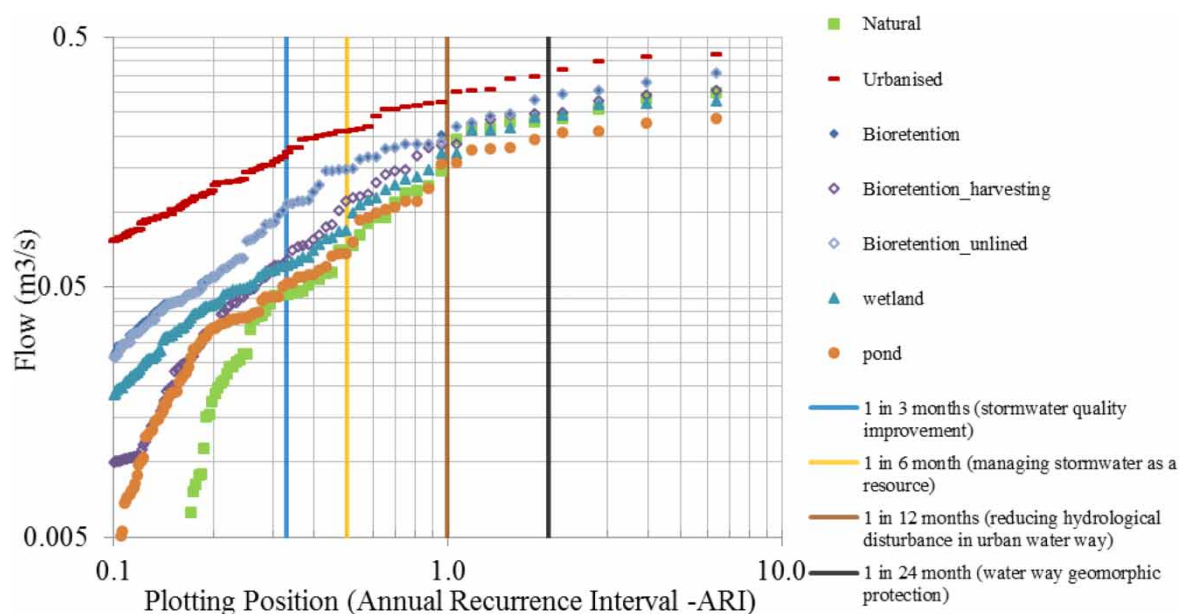 0.5
0.05
0.005
Flow (m3/s)
0.1
1.0
10.0
Plotting Position (Annual Recurrence Interval -ARI)
Natural
Urbanised
Bioretention
Bioretention_harvesting
Bioretention_unlined
wetland
pond
1 in 3 months (stormwater quality
improvement)
1 in 6 month (managing stormwater as a
resource)
1 in 12 months (reducing hydrological
disturbance in urban water way)
1 in 24 month (water way geomorphic
protection)